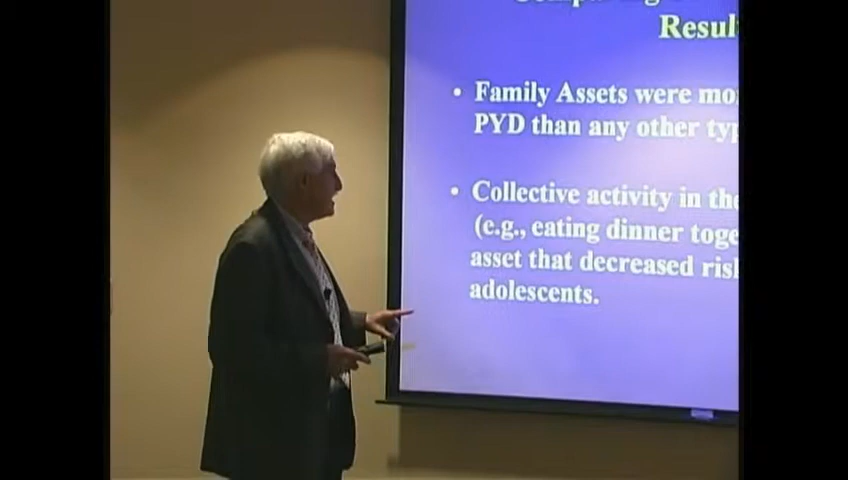 Resul
• Family Assets were mo
PYD than any other typ
• Collective activity in the
(e.g., eating dinner toge
asset that decreased risk
adolescents.